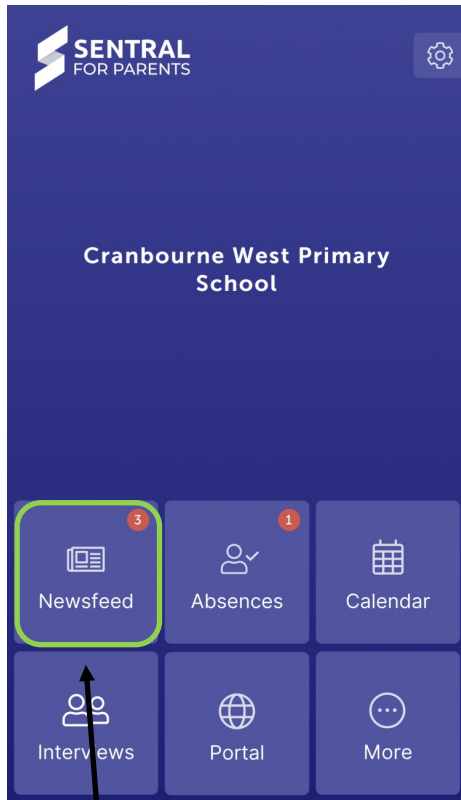 SENTRAL
FOR PARENTS
Cranbourne West Primary
School
3
1
Newsfeed
Absences
Calendar
Interviews
Portal
More